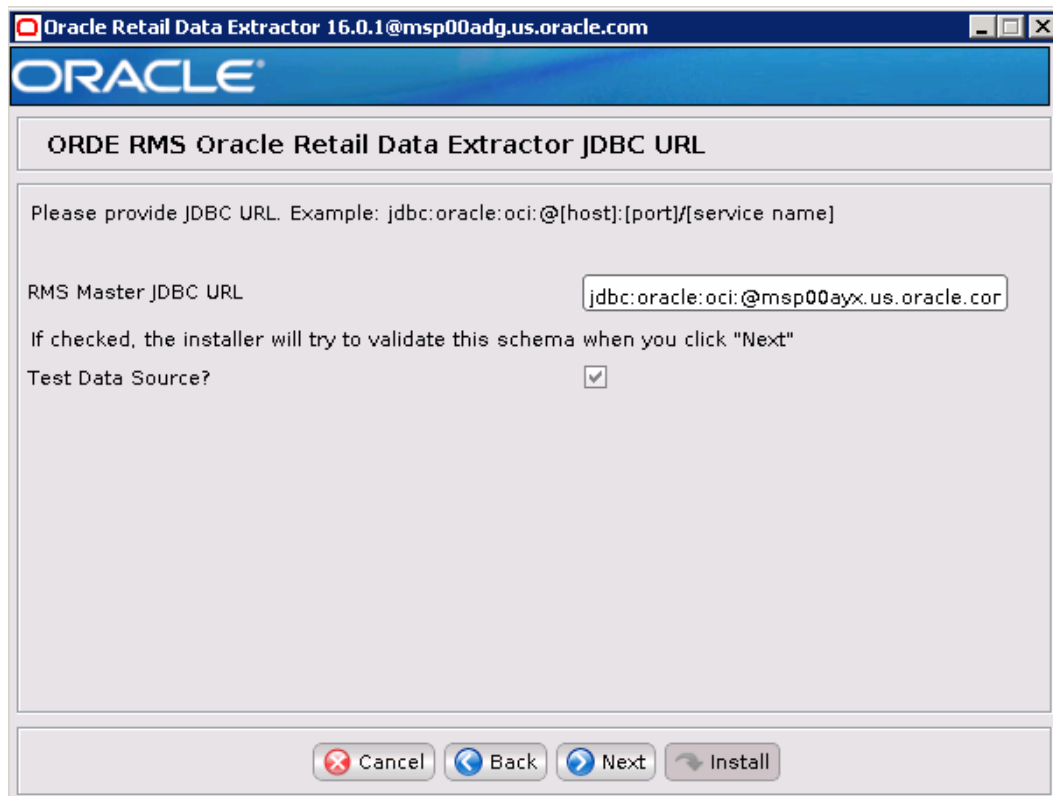 Oracle Retail Data Extractor 16.0.1@msp00adg.us.oracle.com
ORACLE®
ORDE RMS Oracle Retail Data Extractor JDBC URL
Please provide JDBC URL. Example: jdbc:oracle:oci:@[host]:[port]/[service name]
RMS Master JDBC URL
jdbc:oracle:oci:@msp00ayx.us.oracle.cor
If checked, the installer will try to validate this schema when you click "Next"
Test Data Source?
Cancel Back Next Install